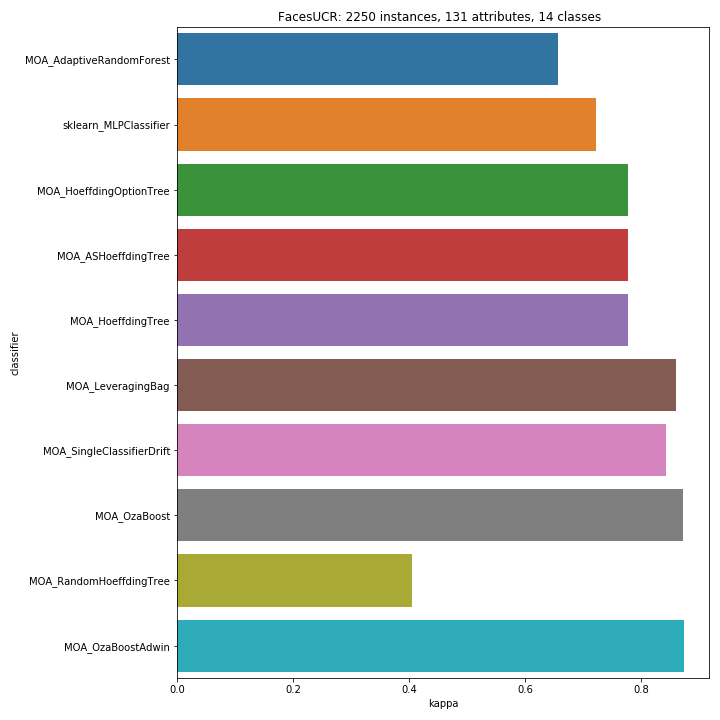 FacesUCR: 2250 instances, 131 attributes, 14 classes
MOA_AdaptiveRandomForest
sklearn_MLPClassifier
MOA_HoeffdingOptionTree
MOA_ASHoeffdingTree
MOA_HoeffdingTree
classifier
MOA_LeveragingBag
MOA_SingleClassifierDrift
MOA_OzaBoost
MOA_RandomHoeffdingTree
MOA_OzaBoostAdwin
0.0 0.2 0.4 0.6 0.8
kappa